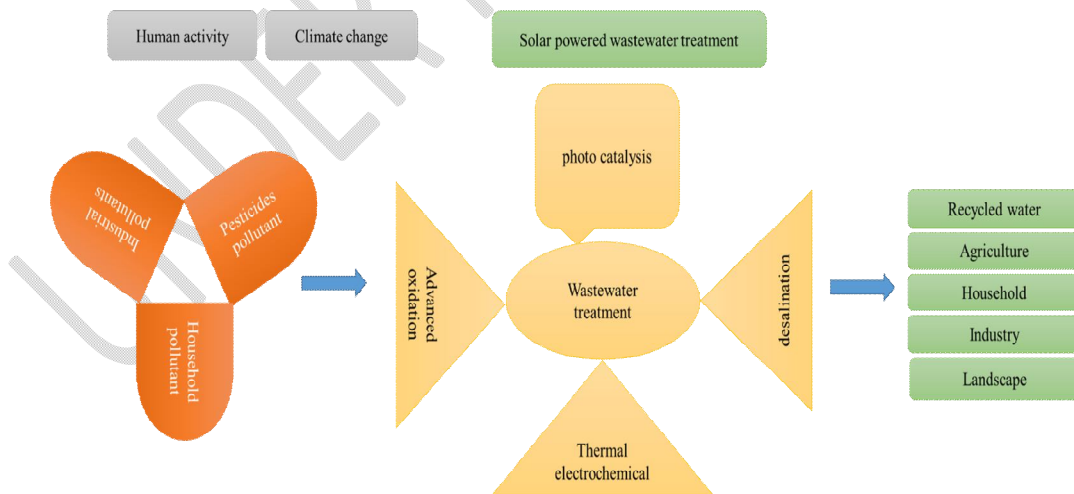 Human activity
Climate change
Solar powered wastewater treatment
photo catalysis
Industrial
pollutants
Pesticides
pollutant
Household
pollutant
Advanced
oxidation
Wastewater
treatment
desalination
Thermal
electrochemical
Recycled water
Agriculture
Household
Industry
Landscape